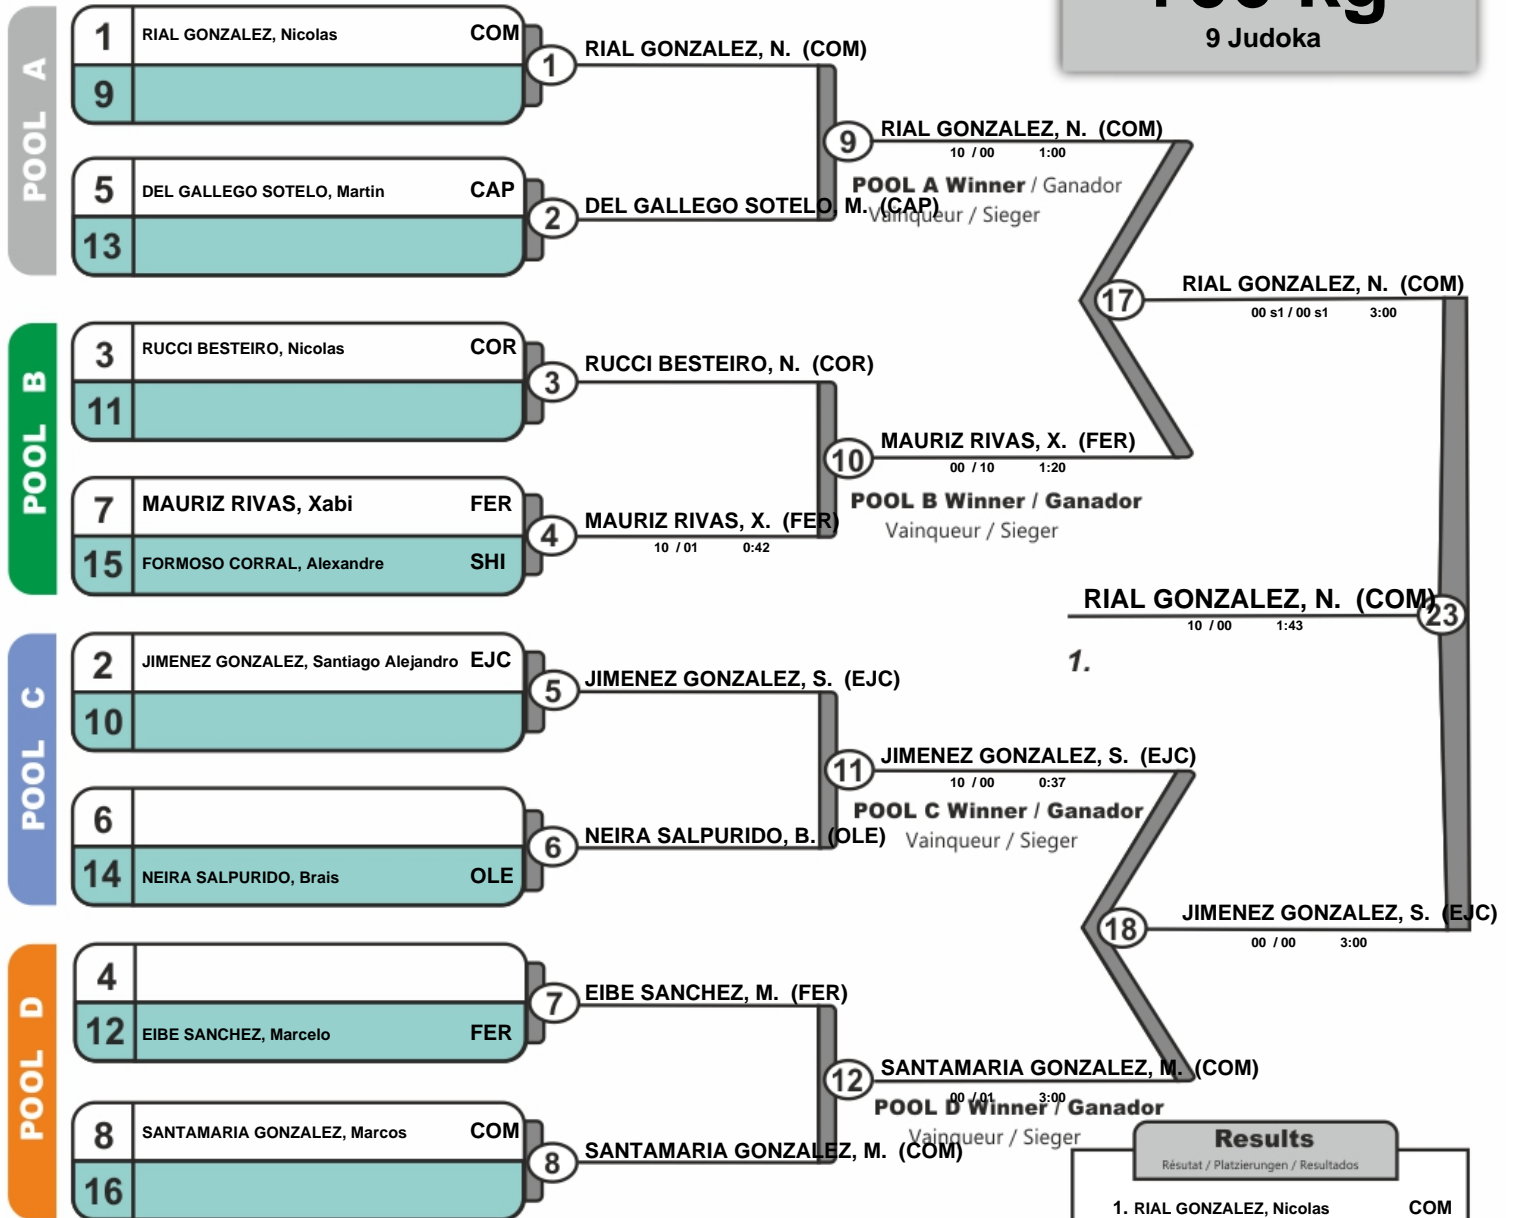 9 Judoka
POOL A
1 RIAL GONZALEZ, Nicolas COM
9
1
RIAL GONZALEZ, N. (COM)
5 DEL GALLEGO SOTELO, Martin CAP
13
2
DEL GALLEGO SOTELO, M. (CAP)
9
RIAL GONZALEZ, N. (COM)
10 / 00 1:00
POOL A Winner / Ganador
Vainqueur / Sieger
POOL B
3 RUCCI BESTEIRO, Nicolas COR
11
3
RUCCI BESTEIRO, N. (COR)
7 MAURIZ RIVAS, Xabi FER
15 FORMOSO CORRAL, Alexandre SHI
4
MAURIZ RIVAS, X. (FER)
10 / 01 0:42
10
MAURIZ RIVAS, X. (FER)
00 / 10 1:20
POOL B Winner / Ganador
Vainqueur / Sieger
17
RIAL GONZALEZ, N. (COM)
00 s1 / 00 s1 3:00
RIAL GONZALEZ, N. (COM)
23
10 / 00 1:43
1.
POOL C
2 JIMENEZ GONZALEZ, Santiago Alejandro EJC
10
5
JIMENEZ GONZALEZ, S. (EJC)
6
14 NEIRA SALPURIDO, Brais OLE
6
NEIRA SALPURIDO, B. (OLE)
11
JIMENEZ GONZALEZ, S. (EJC)
10 / 00 0:37
POOL C Winner / Ganador
Vainqueur / Sieger
POOL D
4
12 EIBE SANCHEZ, Marcelo FER
7
EIBE SANCHEZ, M. (FER)
8 SANTAMARIA GONZALEZ, Marcos COM
16
8
SANTAMARIA GONZALEZ, M. (COM)
12
SANTAMARIA GONZALEZ, M. (COM)
00 / 01 3:00
POOL D Winner / Ganador
Vainqueur / Sieger
18
JIMENEZ GONZALEZ, S. (EJC)
00 / 00 3:00
Results
Résutat / Platzierungen / Resultados
1. RIAL GONZALEZ, Nicolas COM